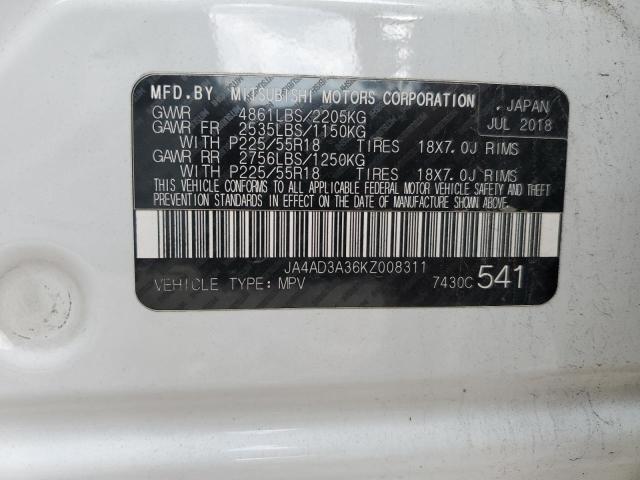 MFD.BY MITSUBISHI MOTORS CORPORATION , JAPAN
GVWR 4861LBS/2205KG JUL 2018
GAWR FR 2535LBS/1150KG
WITH P225/55R18 TIRES 18X7.0J RIMS
GAWR RR 2756LBS/1250KG
WITH P225/55R18 TIRES 18X7.0J RIMS
THIS VEHICLE CONFORMS TO ALL APPLICABLE FEDERAL MOTOR VEHICLE SAFETY AND THEFT
PREVENTION STANDARDS IN EFFECT ON THE DATE OF MANUFACTURE SHOWN ABOVE.
JA4AD3A36KZ008311
VEHICLE TYPE: MPV 7430C 541